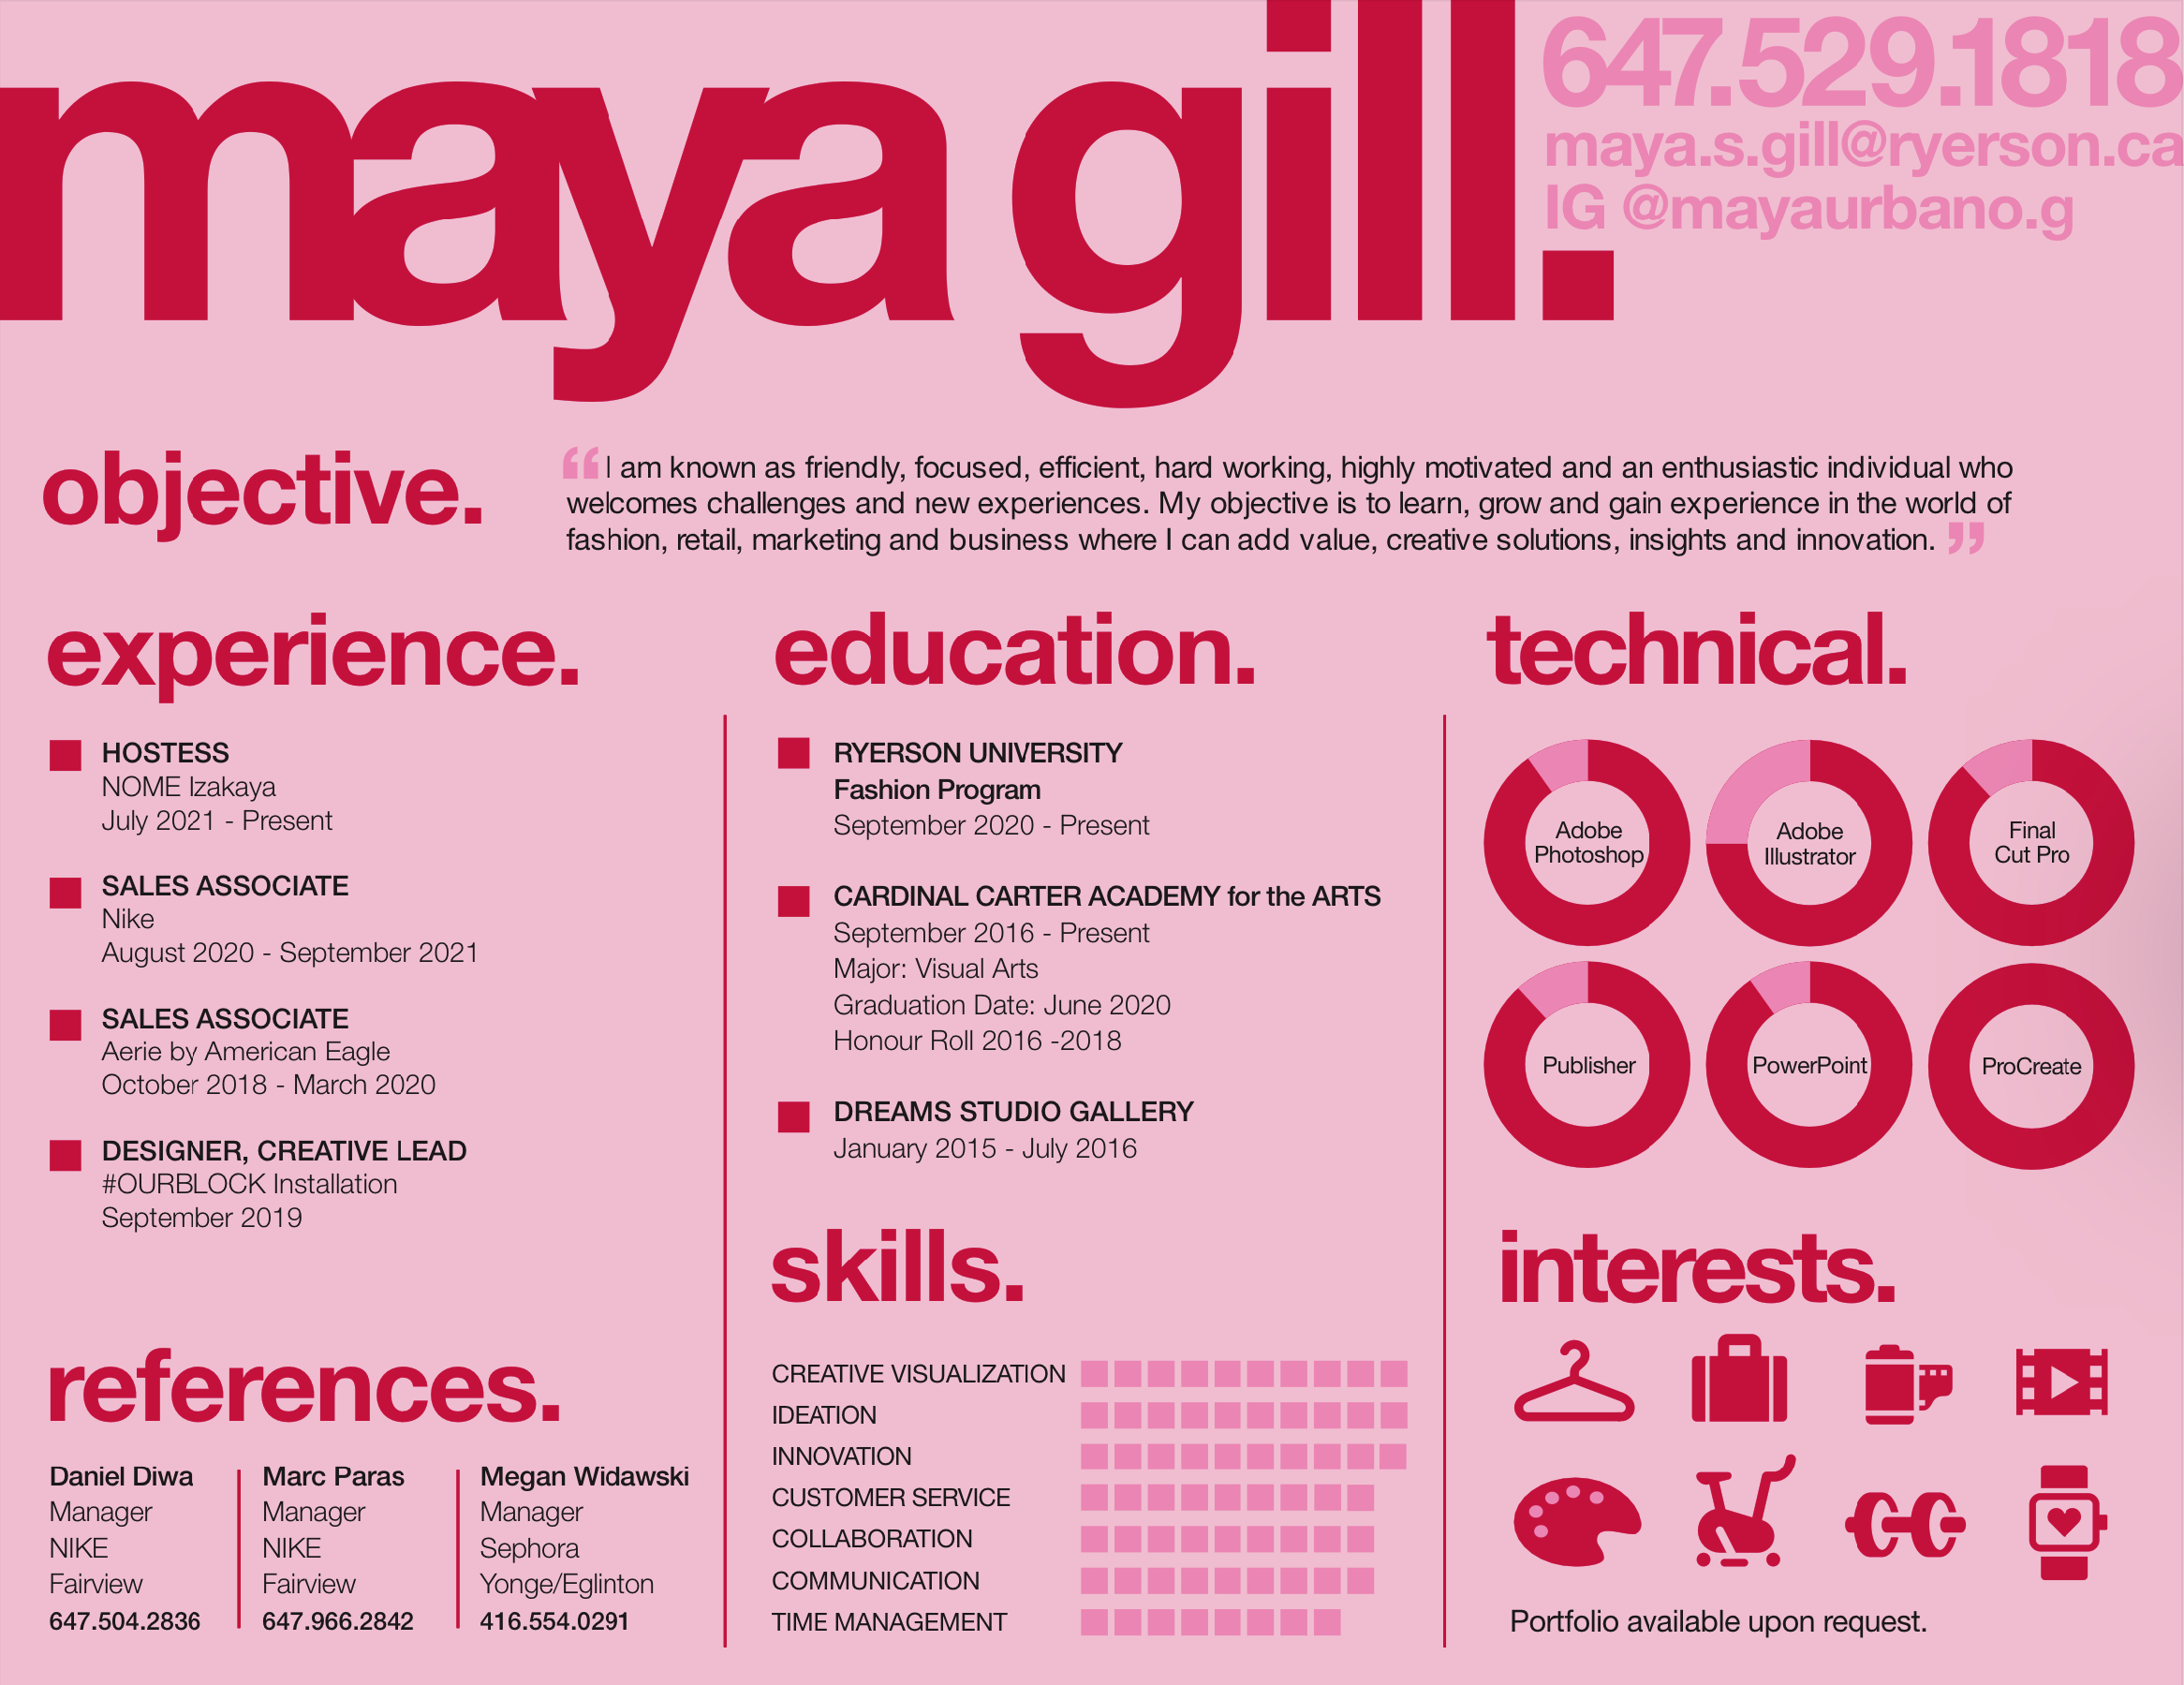 maya gill.
647.529.1818
maya.s.gill@ryerson.ca
IG @mayaurbano.g
objective.
“I am known as friendly, focused, efficient, hard working, highly motivated and an enthusiastic individual who
welcomes challenges and new experiences. My objective is to learn, grow and gain experience in the world of
fashion, retail, marketing and business where I can add value, creative solutions, insights and innovation. ”
experience.
HOSTESS
NOME Izakaya
July 2021 - Present
SALES ASSOCIATE
Nike
August 2020 - September 2021
SALES ASSOCIATE
Aerie by American Eagle
October 2018 - March 2020
DESIGNER, CREATIVE LEAD
#OURBLOCK Installation
September 2019
references.
Daniel Diwa
Manager
NIKE
Fairview
647.504.2836
Marc Paras
Manager
NIKE
Fairview
647.966.2842
Megan Widawski
Manager
Sephora
Yonge/Eglinton
416.554.0291
education.
RYERSON UNIVERSITY
Fashion Program
September 2020 - Present
CARDINAL CARTER ACADEMY for the ARTS
September 2016 - Present
Major: Visual Arts
Graduation Date: June 2020
Honour Roll 2016 -2018
DREAMS STUDIO GALLERY
January 2015 - July 2016
skills.
CREATIVE VISUALIZATION
IDEATION
INNOVATION
CUSTOMER SERVICE
COLLABORATION
COMMUNICATION
TIME MANAGEMENT
technical.
Adobe
Photoshop
Adobe
Illustrator
Final
Cut Pro
Publisher
PowerPoint
ProCreate
interests.
Portfolio available upon request.